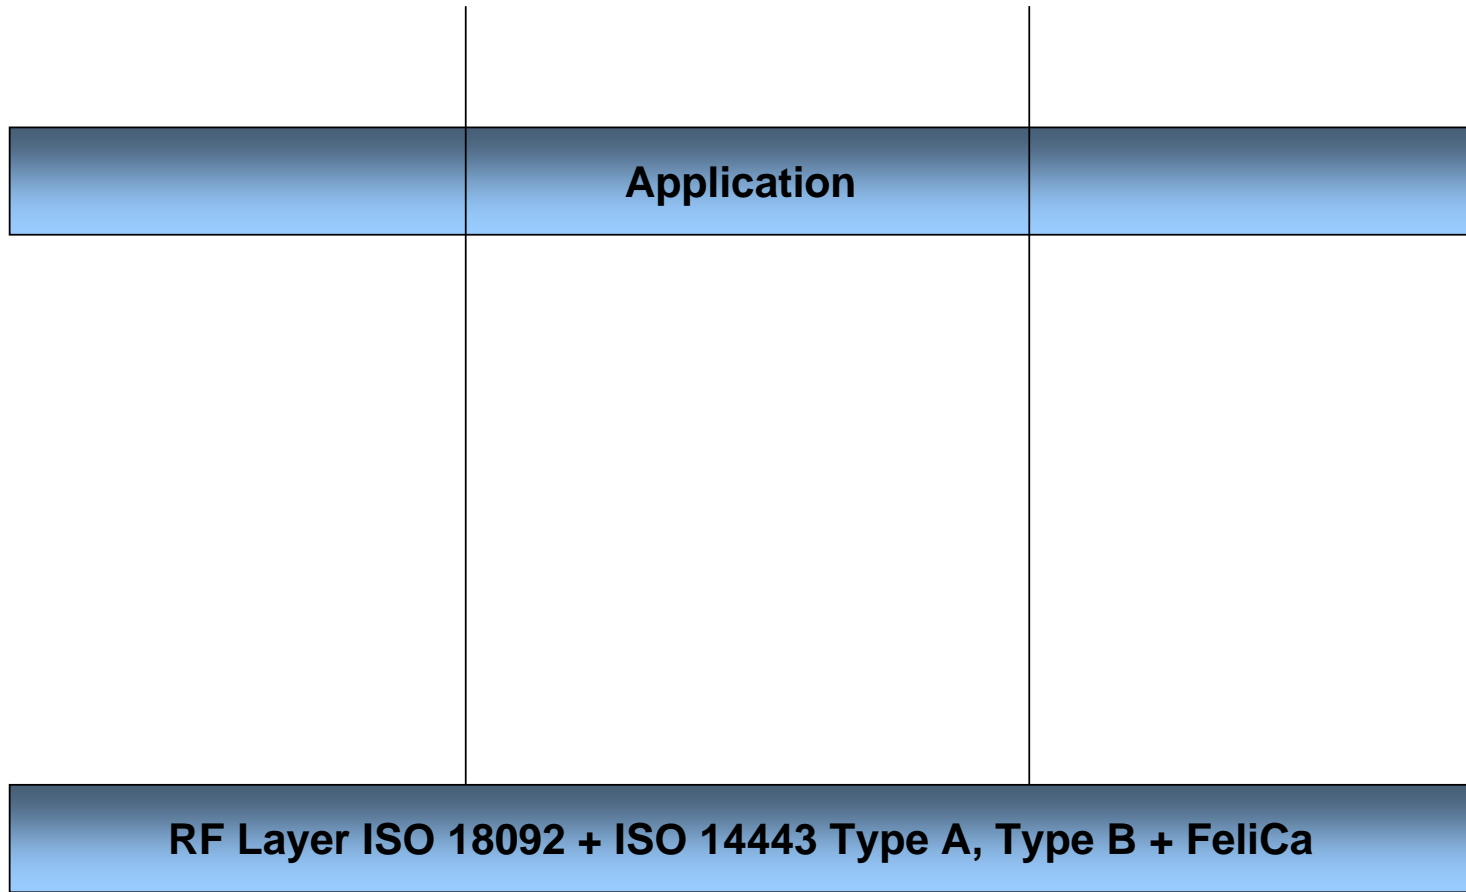 Application
RF Layer ISO 18092 + ISO 14443 Type A, Type B + FeliCa